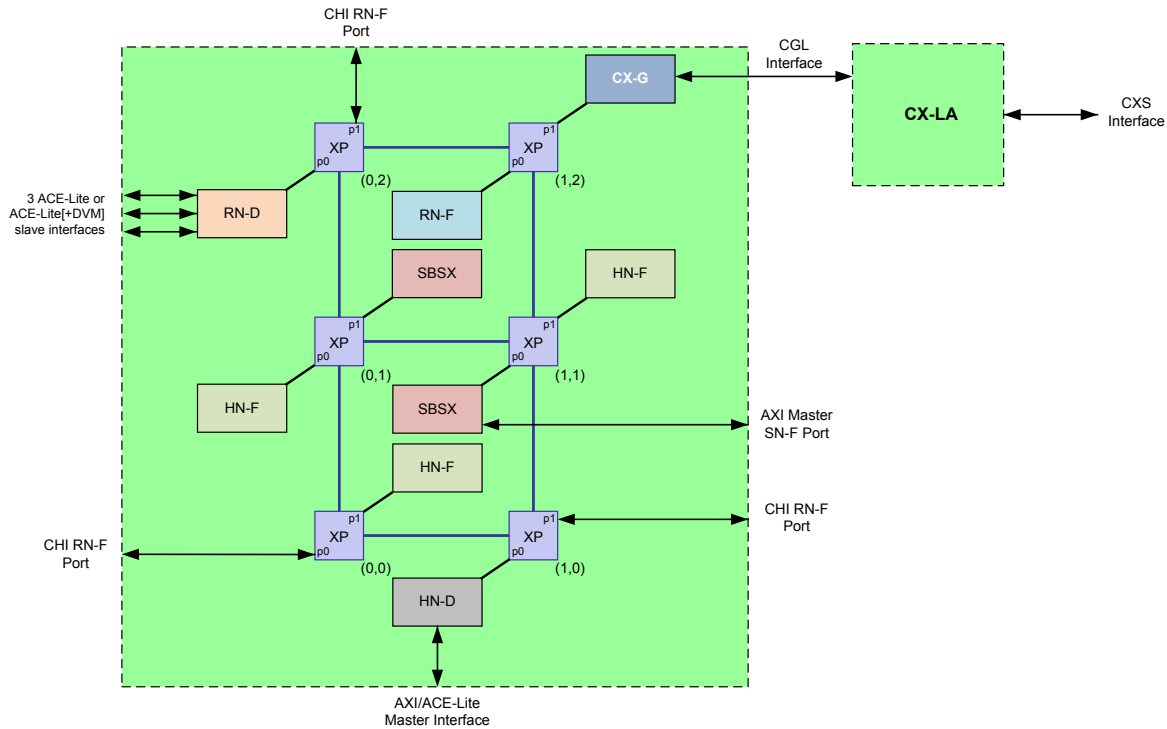 CHI RN-F
Port
CGL
Interface
CX-G
CX-LA
CXS
Interface
p1
XP
p0
(0,2)
p1
XP
p0
(1,2)
3 ACE-Lite or
ACE-Lite[+DVM]
slave interfaces
RN-D
RN-F
SBSX
HN-F
p1
XP
p0
(0,1)
p1
XP
p0
(1,1)
HN-F
SBSX
AXI Master
SN-F Port
HN-F
CHI RN-F
Port
p1
XP
p0
(0,0)
p1
XP
p0
(1,0)
CHI RN-F
Port
HN-D
AXI/ACE-Lite
Master Interface